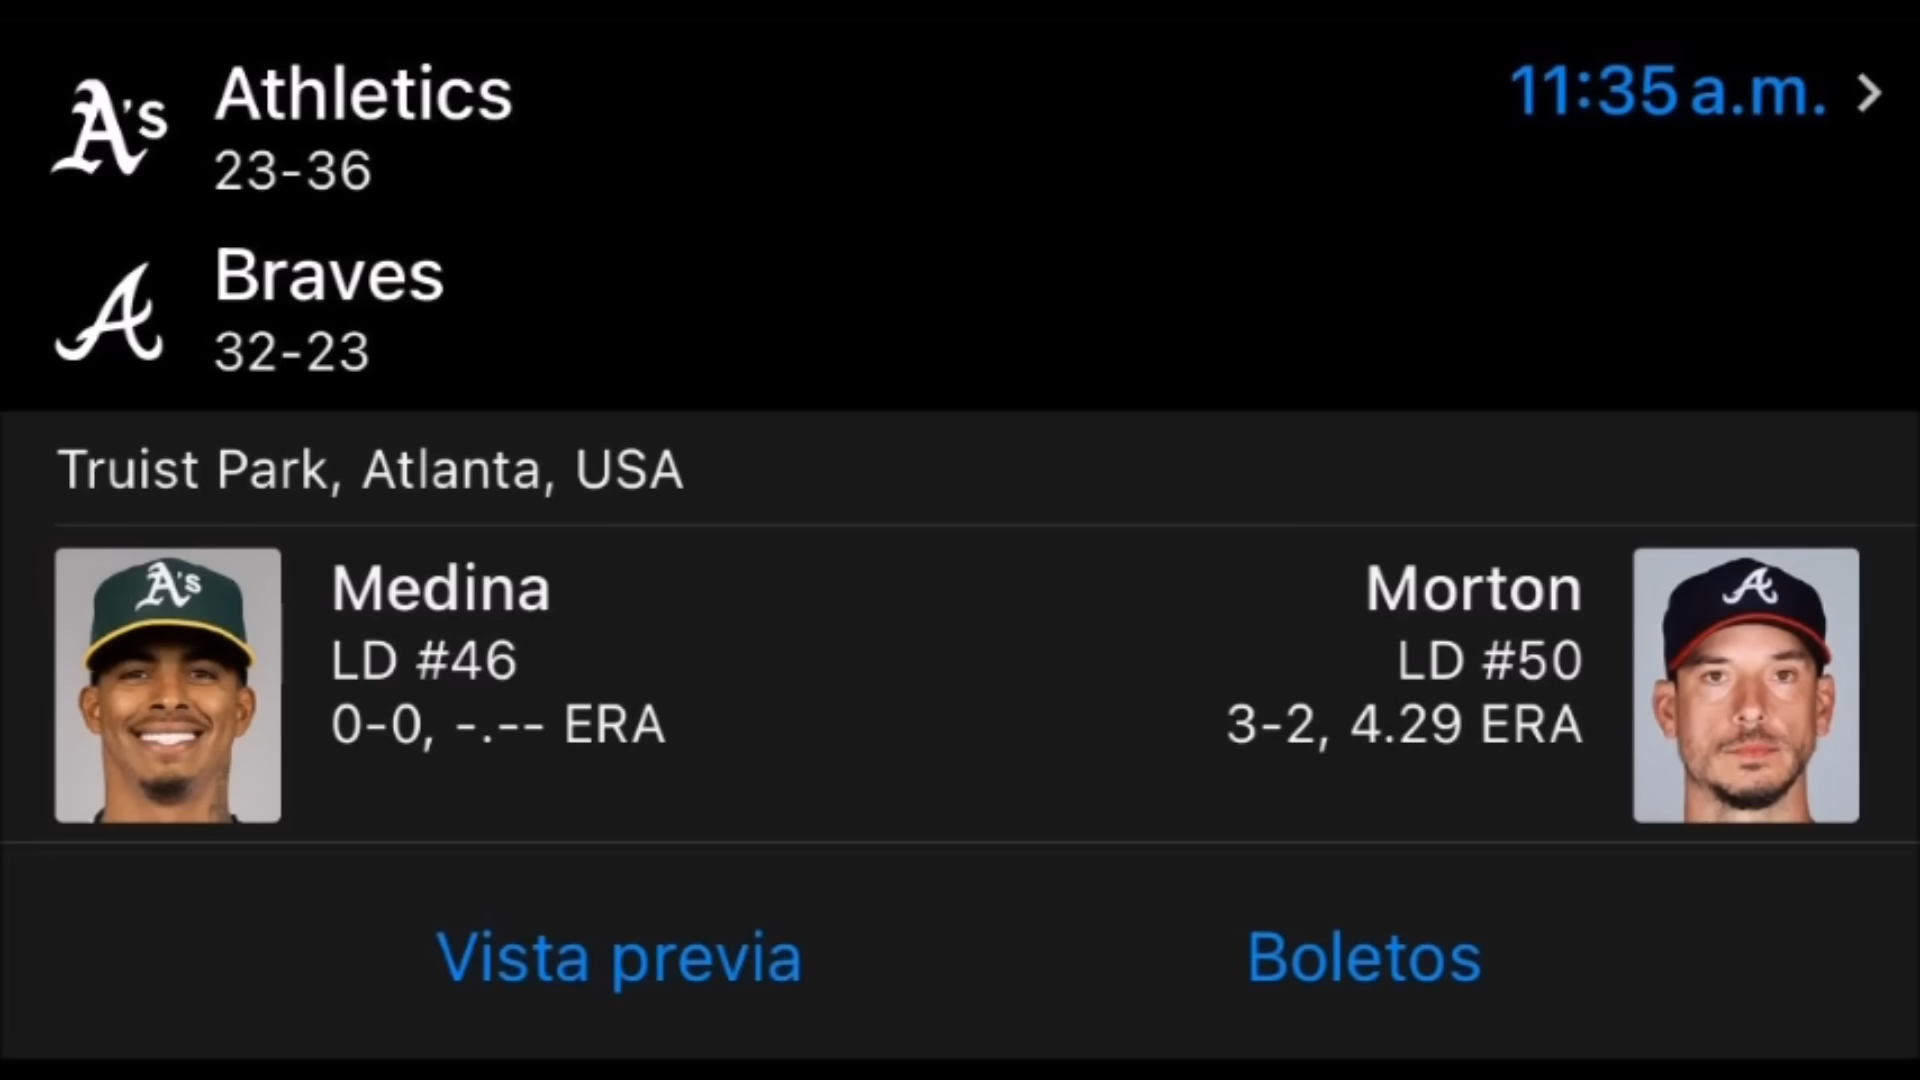 A's Athletics 11:35 a.m. >
23-36
A Braves
32-23
Truist Park, Atlanta, USA
A's
Medina
LD #46
0-0, -.-- ERA
Morton
LD #50
3-2, 4.29 ERA
A
Vista previa
Boletos